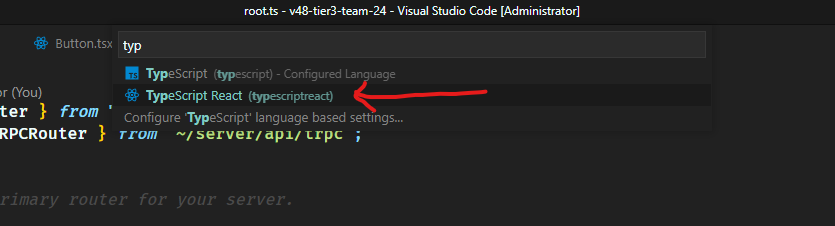 root.ts - v48-tier3-team-24 - Visual Studio Code [Administrator]
Button.tsx
typ
TS TypeScript (typescript) - Configured Language
or (You)
TypeScript React (typescriptreact)
ter } from "
Configure 'TypeScript' language based settings...
RPCRouter } from "~/server/api/trpc";
rimary router for your server.